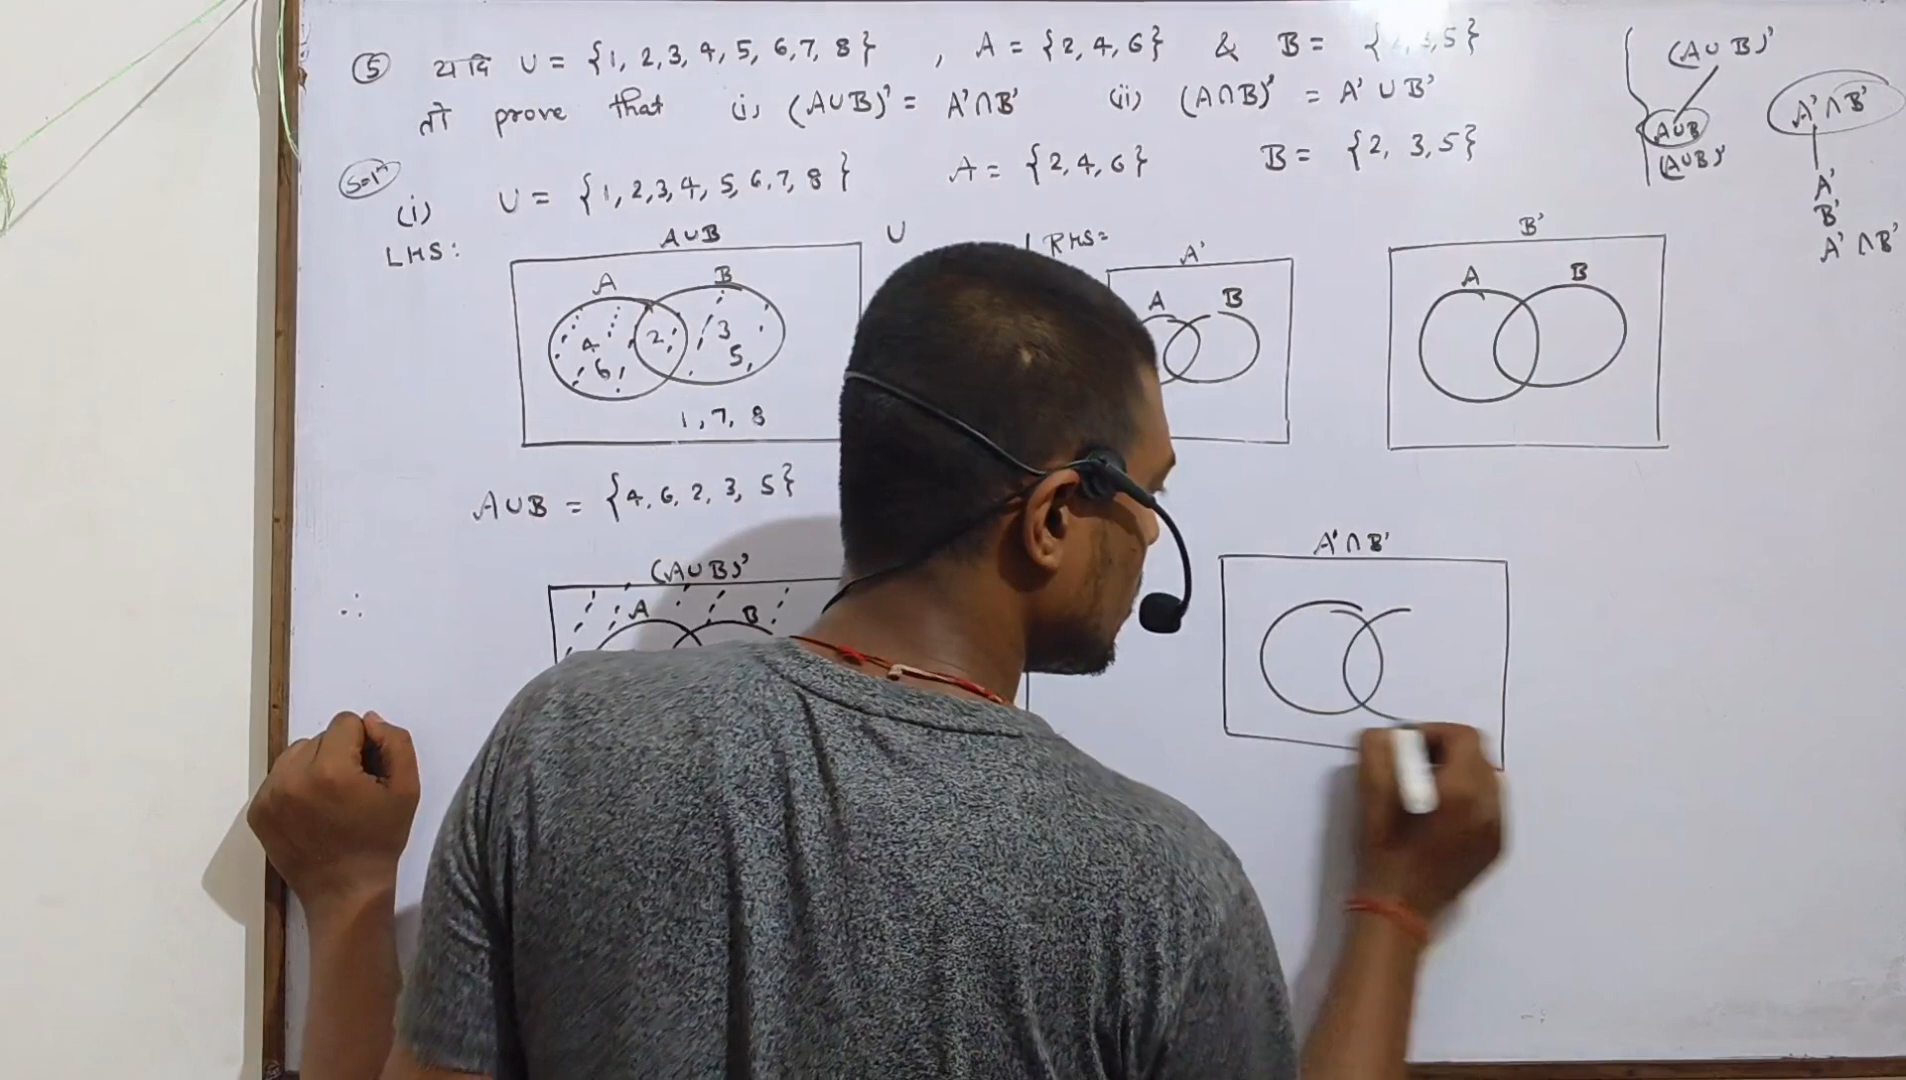 ⑤ यदि U = {1, 2, 3, 4, 5, 6, 7, 8} , A = {2, 4, 6} & B = { , 3, 5}
तो prove that (i) (A∪B)' = A'∩B' (ii) (A∩B)' = A' ∪ B'
Solⁿ
(i) U = {1, 2, 3, 4, 5, 6, 7, 8} A = {2, 4, 6} B = {2, 3, 5}
LHS:
A∪B U
A B
4 2 3
6 5
1, 7, 8
A∪B = {4, 6, 2, 3, 5}
∴
(A∪B)'
A B
RHS =
A'
A B
B'
A B
A' ∩ B'
(A∪B)'
A∪B
(A∪B)'
A' ∩ B'
A'
B'
A' ∩ B'